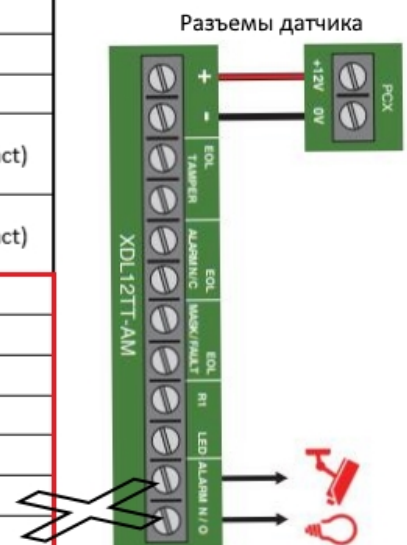 Разъемы датчика
ct)
ct)
XDL12TT-AM
+
-
EOL
TAMPER
EOL
ALARM N/C
EOL
MASK/FAULT
R1
LED
ALARM N / O
+12V
0V
PCX